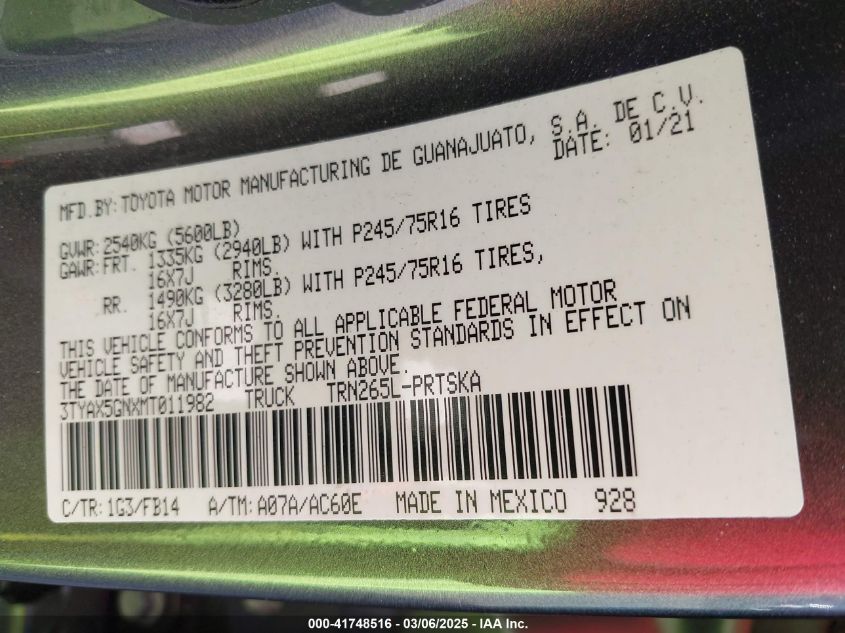 MFD.BY: TOYOTA MOTOR MANUFACTURING DE GUANAJUATO, S.A. DE C.V.
DATE: 01/21
GVWR: 2540KG (5600LB)
GAWR: FRT. 1335KG (2940LB) WITH P245/75R16 TIRES
16X7J RIMS.
RR. 1490KG (3280LB) WITH P245/75R16 TIRES,
16X7J RIMS.
THIS VEHICLE CONFORMS TO ALL APPLICABLE FEDERAL MOTOR
VEHICLE SAFETY AND THEFT PREVENTION STANDARDS IN EFFECT ON
THE DATE OF MANUFACTURE SHOWN ABOVE.
3TYAX5GNXMT011982 TRUCK TRN265L-PRTSKA
C/TR: 1G3/FB14 A/TM: A07A/AC60E MADE IN MEXICO 928
000-41748516 - 03/06/2025 - IAA Inc.